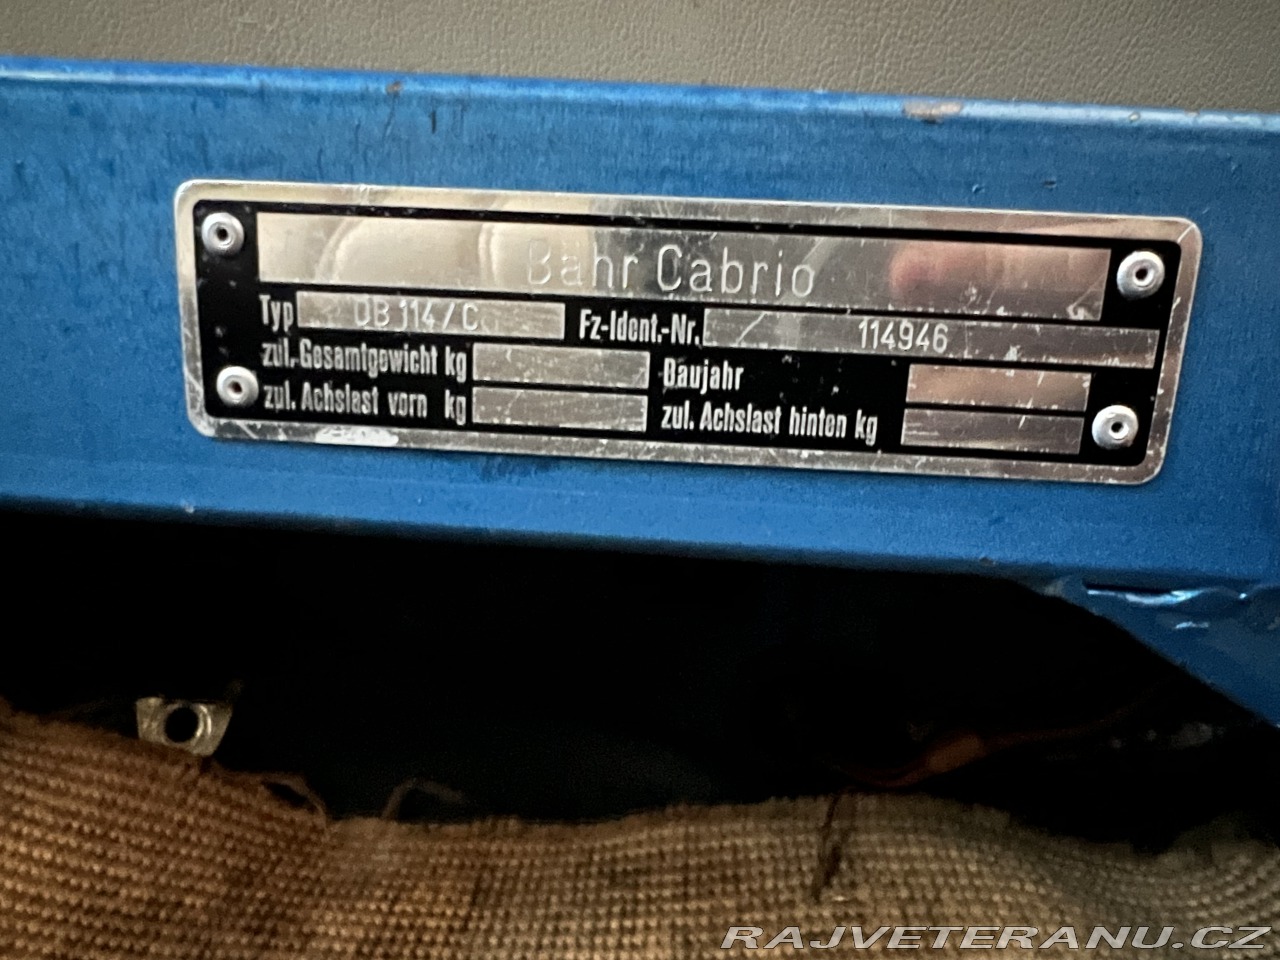 Bahr Cabrio
Typ DB 114/C Fz-Ident.-Nr. 114946
zul. Gesamtgewicht kg Baujahr
zul. Achslast vorn kg zul. Achslast hinten kg
RAJVETERANU.CZ